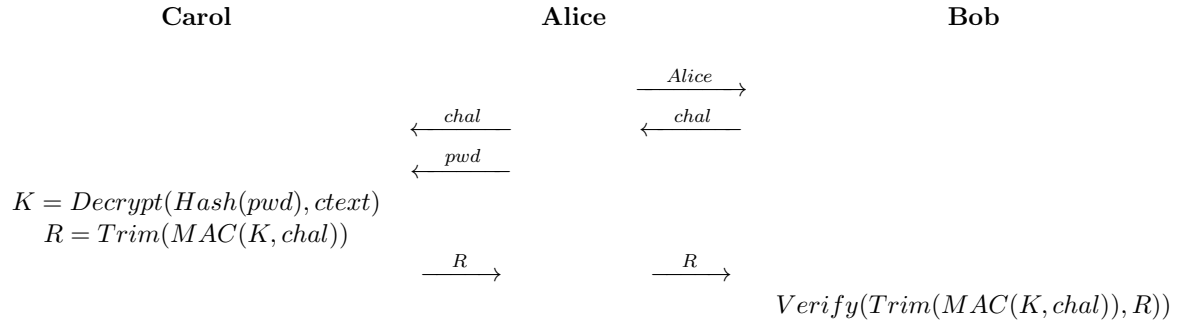 Carol Alice Bob
Alice
chal chal
pwd
K = Decrypt(Hash(pwd), ctext)
R = Trim(MAC(K, chal))
R R
Verify(Trim(MAC(K, chal)), R))